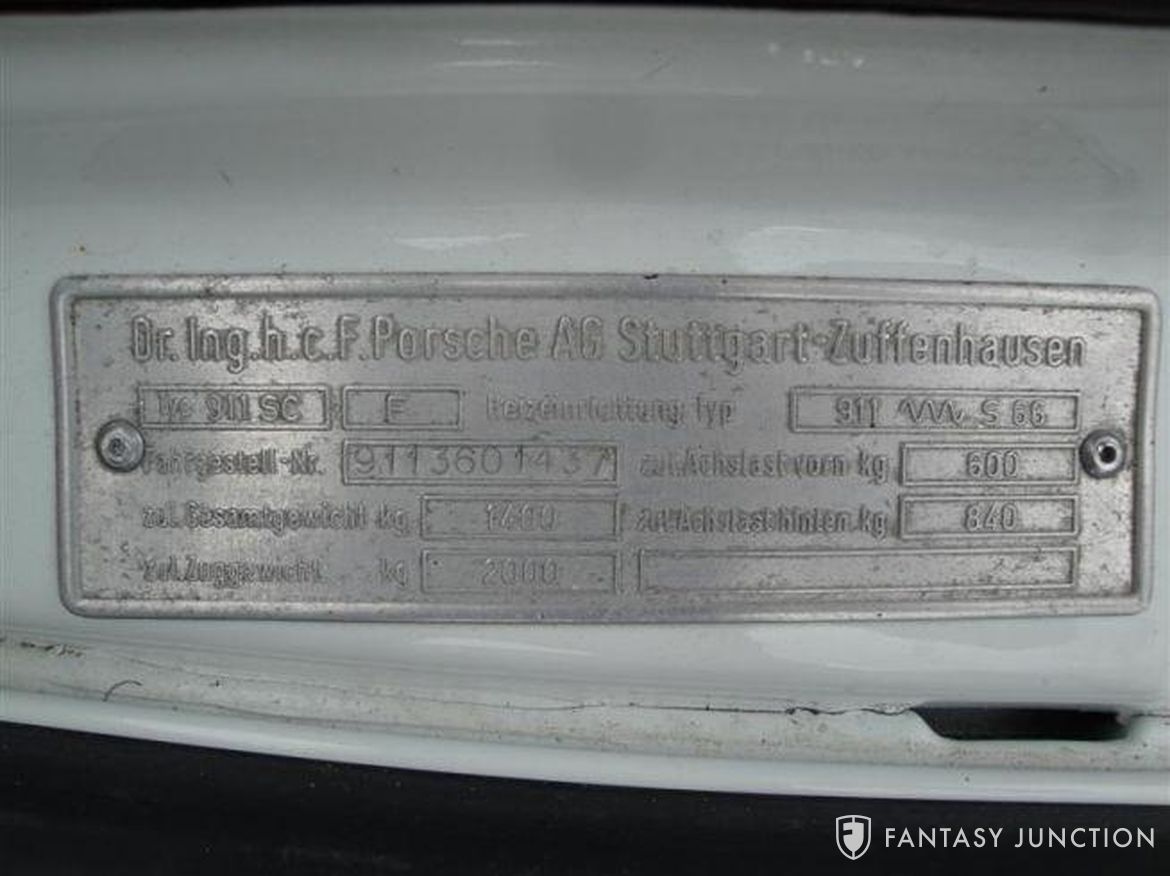 Dr. Ing. h. c. F. Porsche AG Stuttgart-Zuffenhausen
Typ 911 SC F Heizeinrichtung Typ 911 S 66
Fahrgestell-Nr. 9113601437 zul. Achslast vorn kg 600
zul. Gesamtgewicht kg 1400 zul. Achslast hinten kg 840
zul. Zuggewicht kg 2000
FANTASY JUNCTION